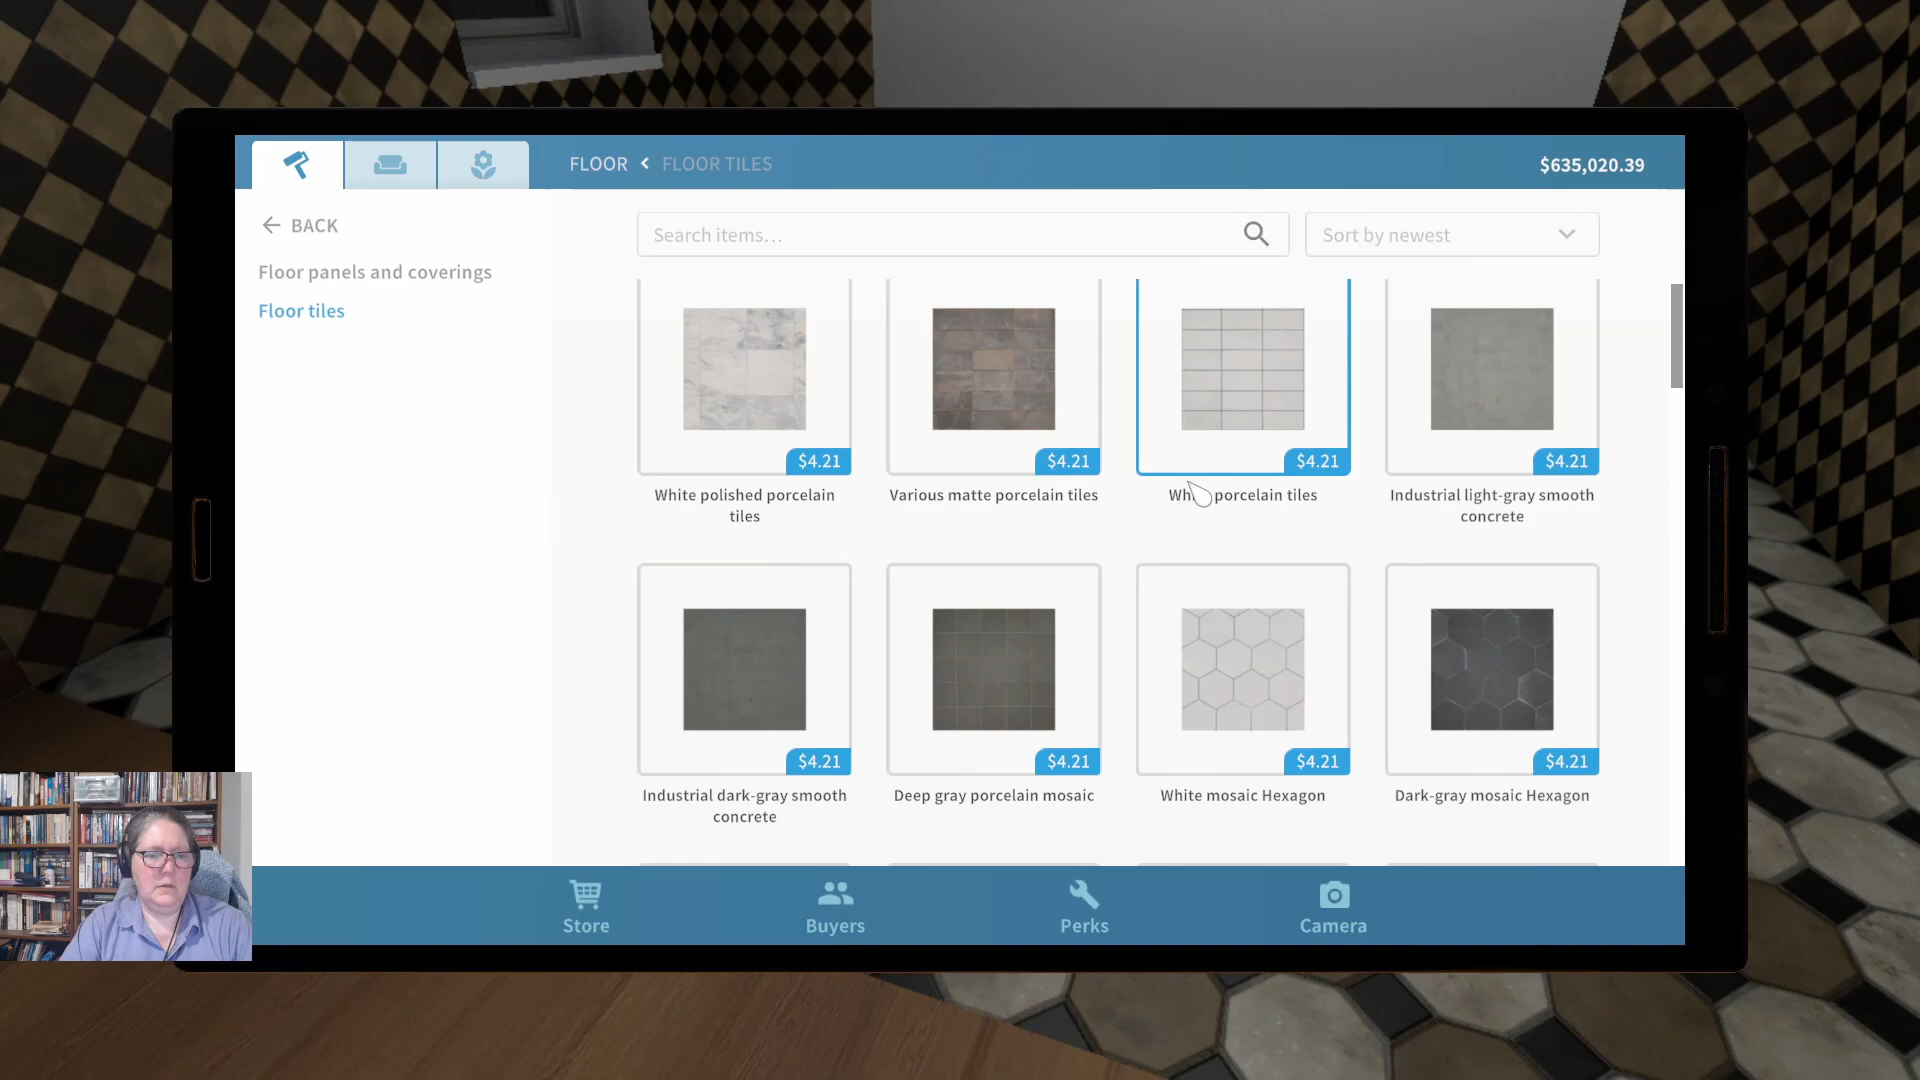 FLOOR FLOOR TILES
$635,020.39
BACK
Search items...
Sort by newest
Floor panels and coverings
Floor tiles
$4.21
$4.21
$4.21
$4.21
White polished porcelain
tiles
Various matte porcelain tiles
porcelain tiles
Industrial light-gray smooth
concrete
$4.21
$4.21
$4.21
$4.21
Industrial dark-gray smooth
concrete
Deep gray porcelain mosaic
White mosaic Hexagon
Dark-gray mosaic Hexagon
Store
Buyers
Perks
Camera